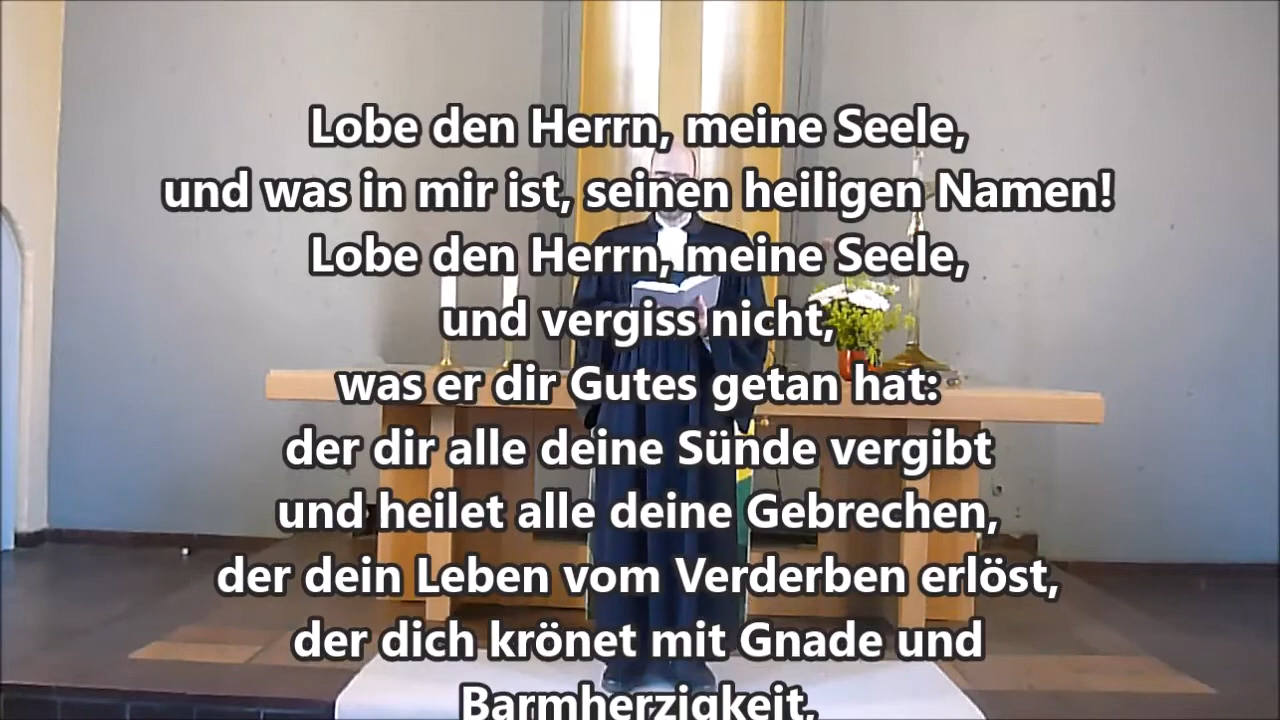 Lobe den Herrn, meine Seele,
und was in mir ist, seinen heiligen Namen!
Lobe den Herrn, meine Seele,
und vergiss nicht,
was er dir Gutes getan hat:
der dir alle deine Sünde vergibt
und heilet alle deine Gebrechen,
der dein Leben vom Verderben erlöst,
der dich krönet mit Gnade und
Barmherzigkeit,